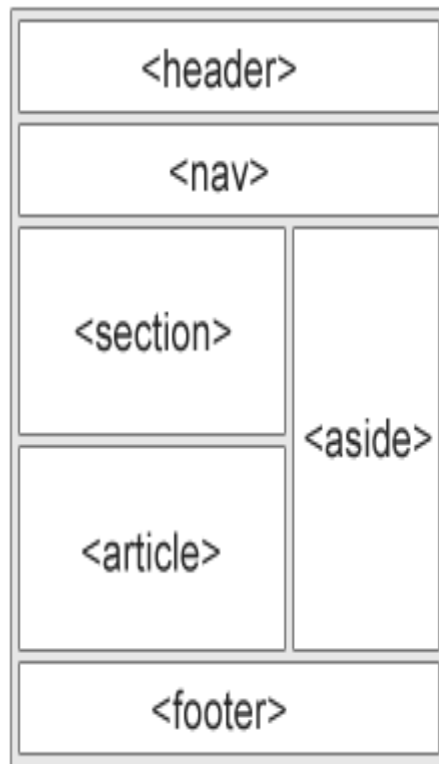 <header>
<nav>
<section>
<aside>
<article>
<footer>